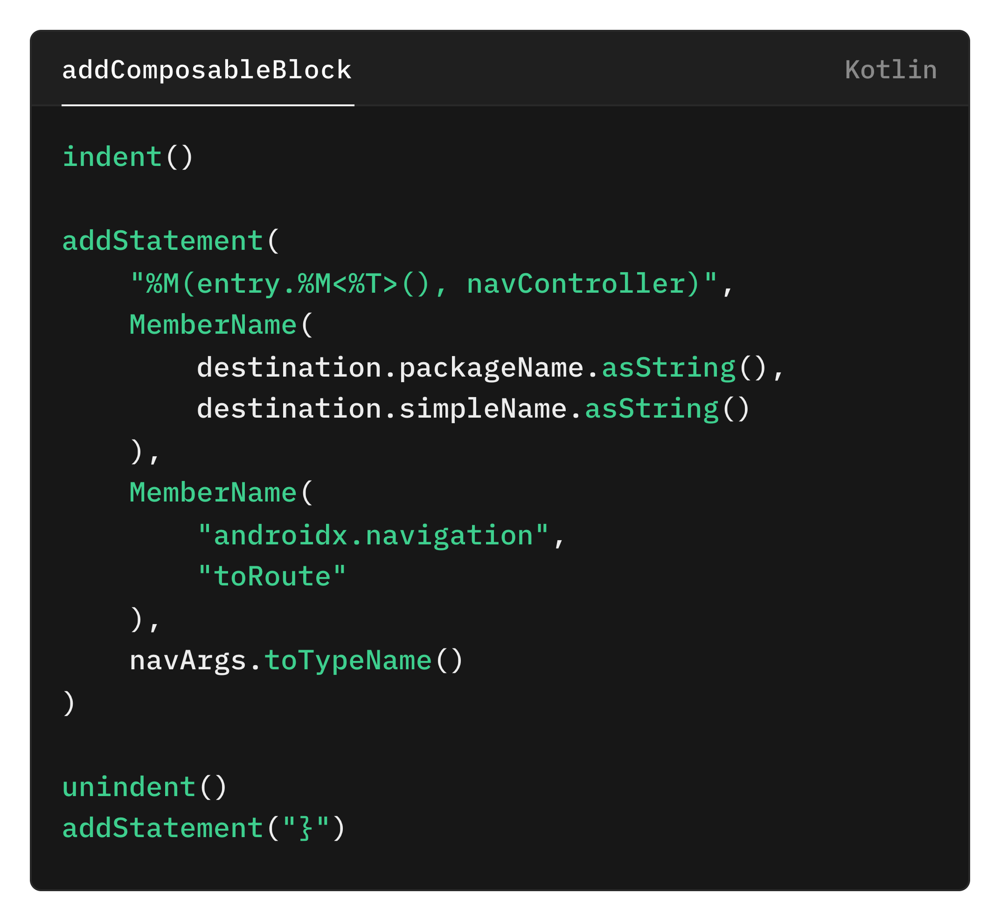 addComposableBlock
Kotlin
indent()
addStatement(
    "%M(entry.%M<%T>(), navController)",
    MemberName(
        destination.packageName.asString(),
        destination.simpleName.asString()
    ),
    MemberName(
        "androidx.navigation",
        "toRoute"
    ),
    navArgs.toTypeName()
)
unindent()
addStatement("}")